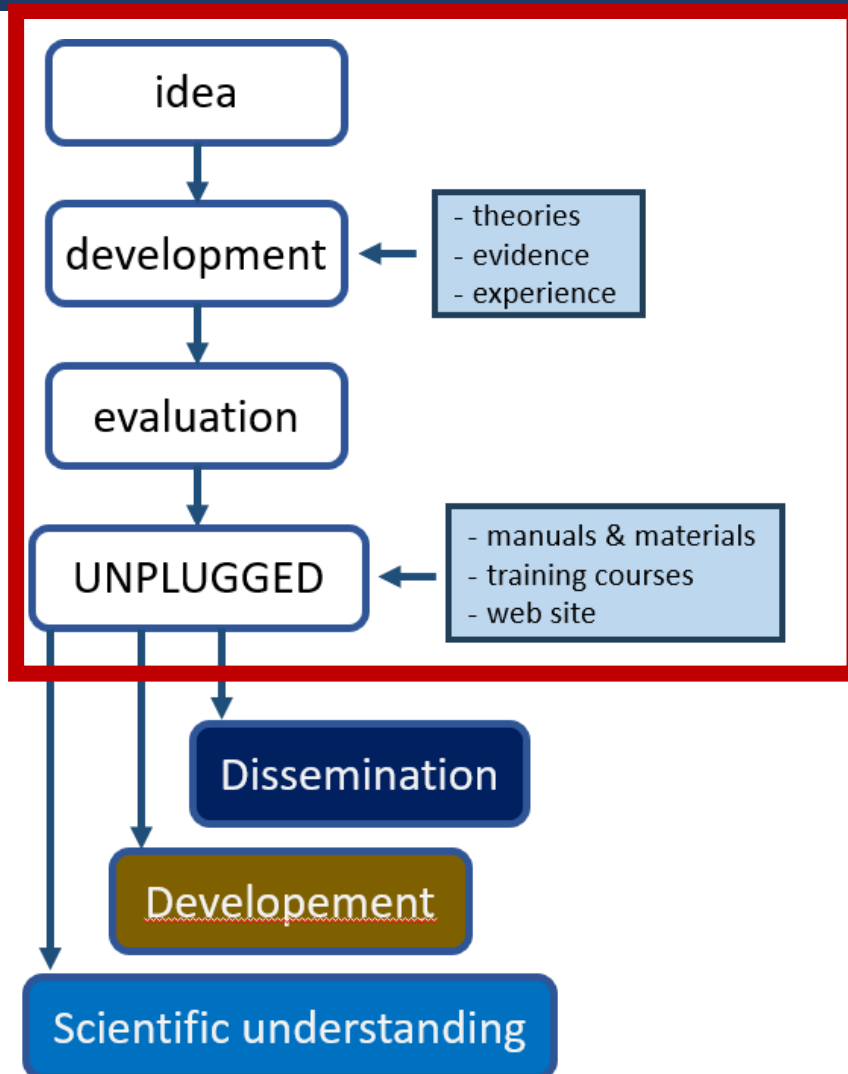 idea
development
- theories
- evidence
- experience
evaluation
UNPLUGGED
- manuals & materials
- training courses
- web site
Dissemination
Developement
Scientific understanding